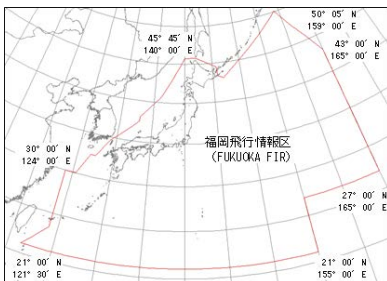 50° 05′ N
159° 00′ E
45° 45′ N
140° 00′ E
43° 00′ N
165° 00′ E
福岡飛行情報区
(FUKUOKA FIR)
30° 00′ N
124° 00′ E
27° 00′ N
165° 00′ E
21° 00′ N
121° 30′ E
21° 00′ N
155° 00′ E